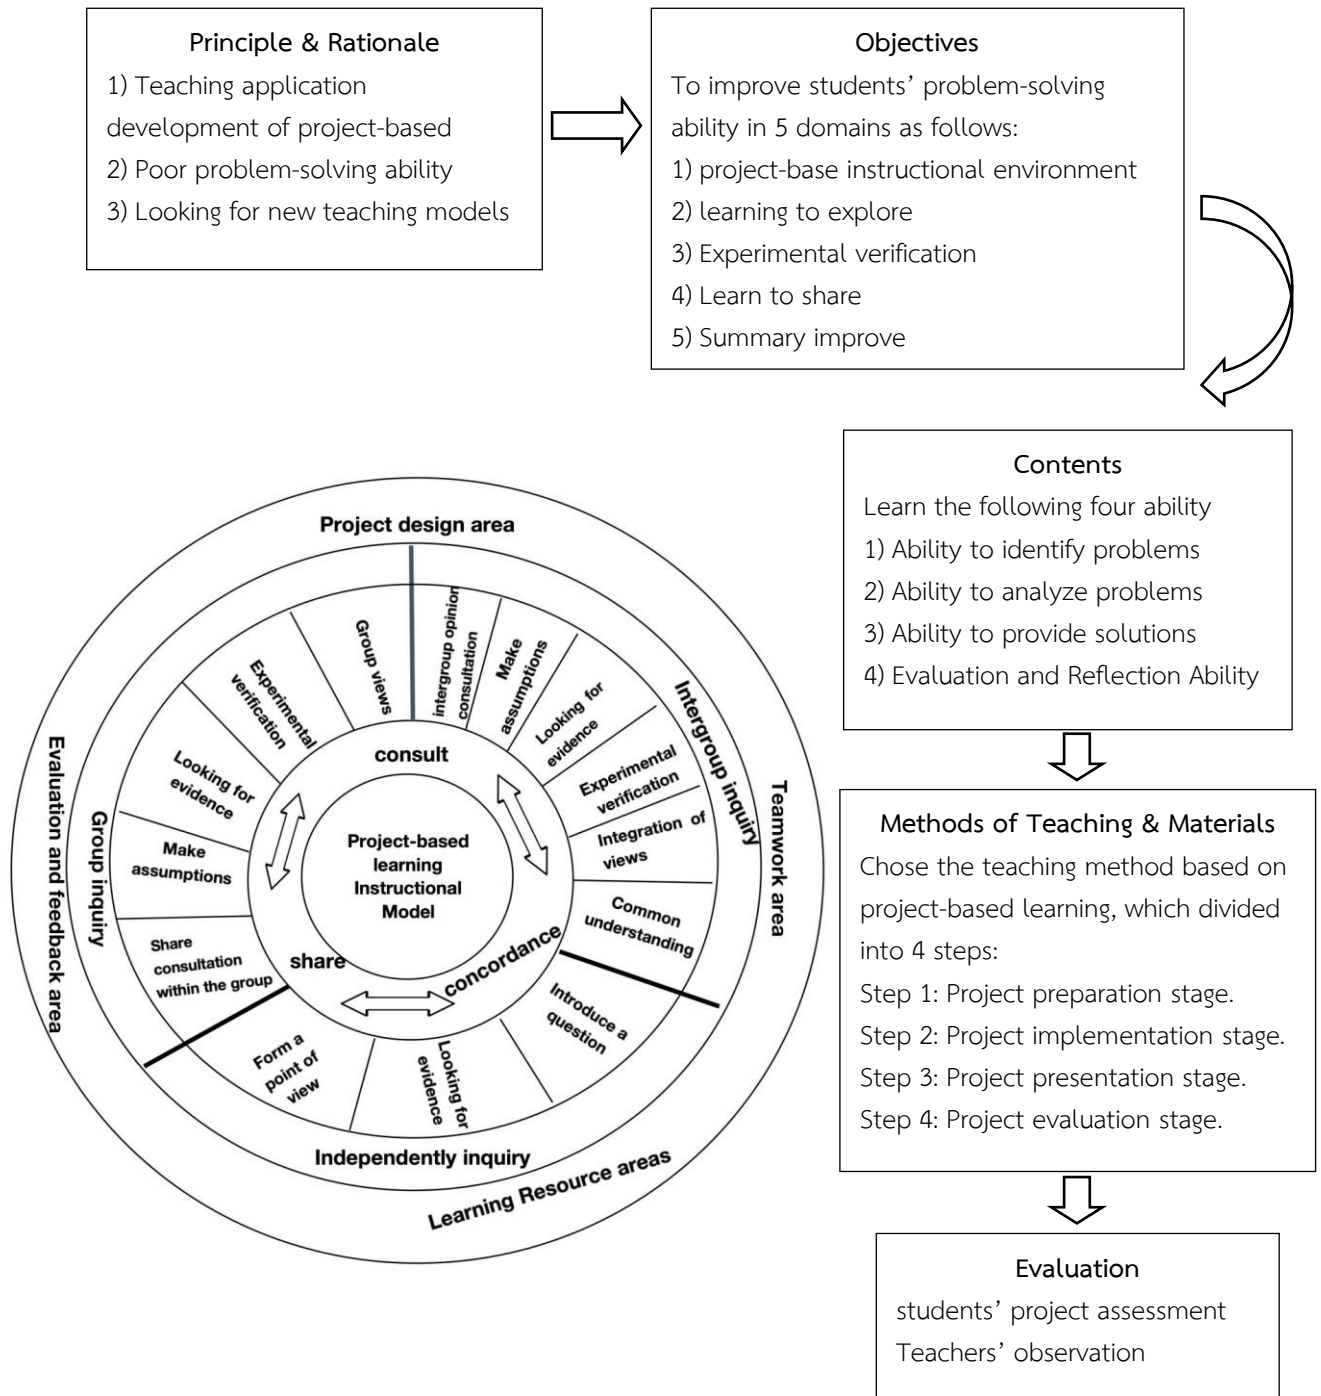 Principle & Rationale
1) Teaching application
development of project-based
2) Poor problem-solving ability
3) Looking for new teaching models
Objectives
To improve students’ problem-solving
ability in 5 domains as follows:
1) project-base instructional environment
2) learning to explore
3) Experimental verification
4) Learn to share
5) Summary improve
Contents
Learn the following four ability
1) Ability to identify problems
2) Ability to analyze problems
3) Ability to provide solutions
4) Evaluation and Reflection Ability
Methods of Teaching & Materials
Chose the teaching method based on
project-based learning, which divided
into 4 steps:
Step 1: Project preparation stage.
Step 2: Project implementation stage.
Step 3: Project presentation stage.
Step 4: Project evaluation stage.
Evaluation
students’ project assessment
Teachers’ observation
Project design area
Teamwork area
Learning Resource areas
Evaluation and feedback area
Intergroup inquiry
Independently inquiry
Group inquiry
intergroup opinion
consultation
Make
assumptions
Looking for
evidence
Experimental
verification
Integration of
views
Common
understanding
Introduce a
question
Looking for
evidence
Form a
point of
view
Share
consultation
within the group
Make
assumptions
Looking for
evidence
Experimental
verification
Group views
consult
concordance
share
Project-based
learning
Instructional
Model